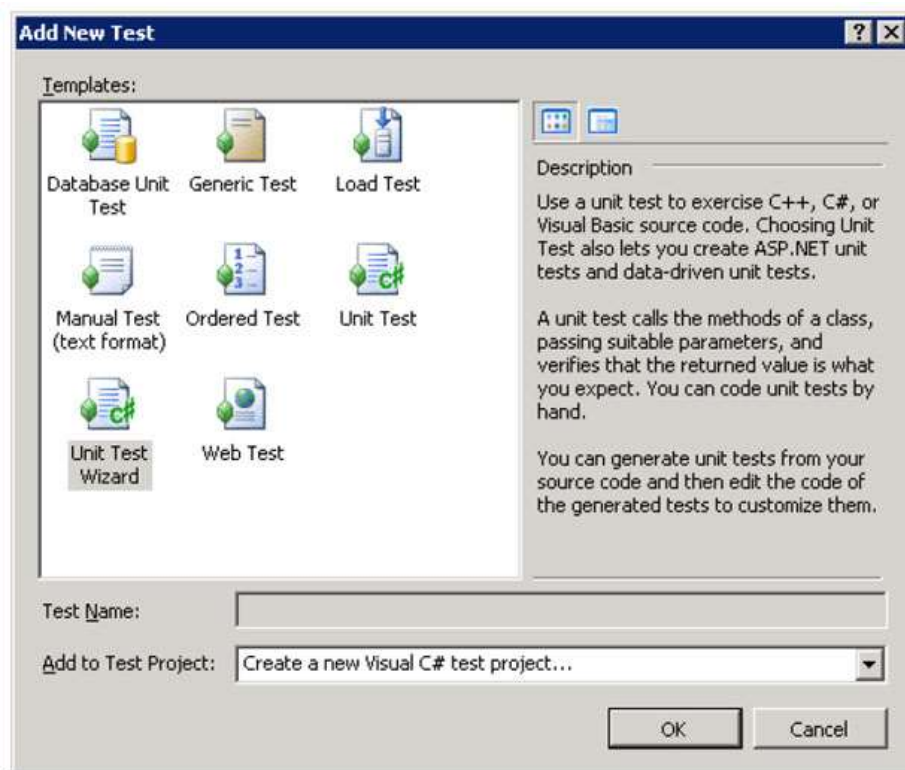 Add New Test
Templates:
Database Unit Test
Generic Test
Load Test
Manual Test (text format)
Ordered Test
Unit Test
Unit Test Wizard
Web Test
Description
Use a unit test to exercise C++, C#, or
Visual Basic source code. Choosing Unit
Test also lets you create ASP.NET unit
tests and data-driven unit tests.
A unit test calls the methods of a class,
passing suitable parameters, and
verifies that the returned value is what
you expect. You can code unit tests by
hand.
You can generate unit tests from your
source code and then edit the code of
the generated tests to customize them.
Test Name:
Add to Test Project:
Create a new Visual C# test project...
OK
Cancel